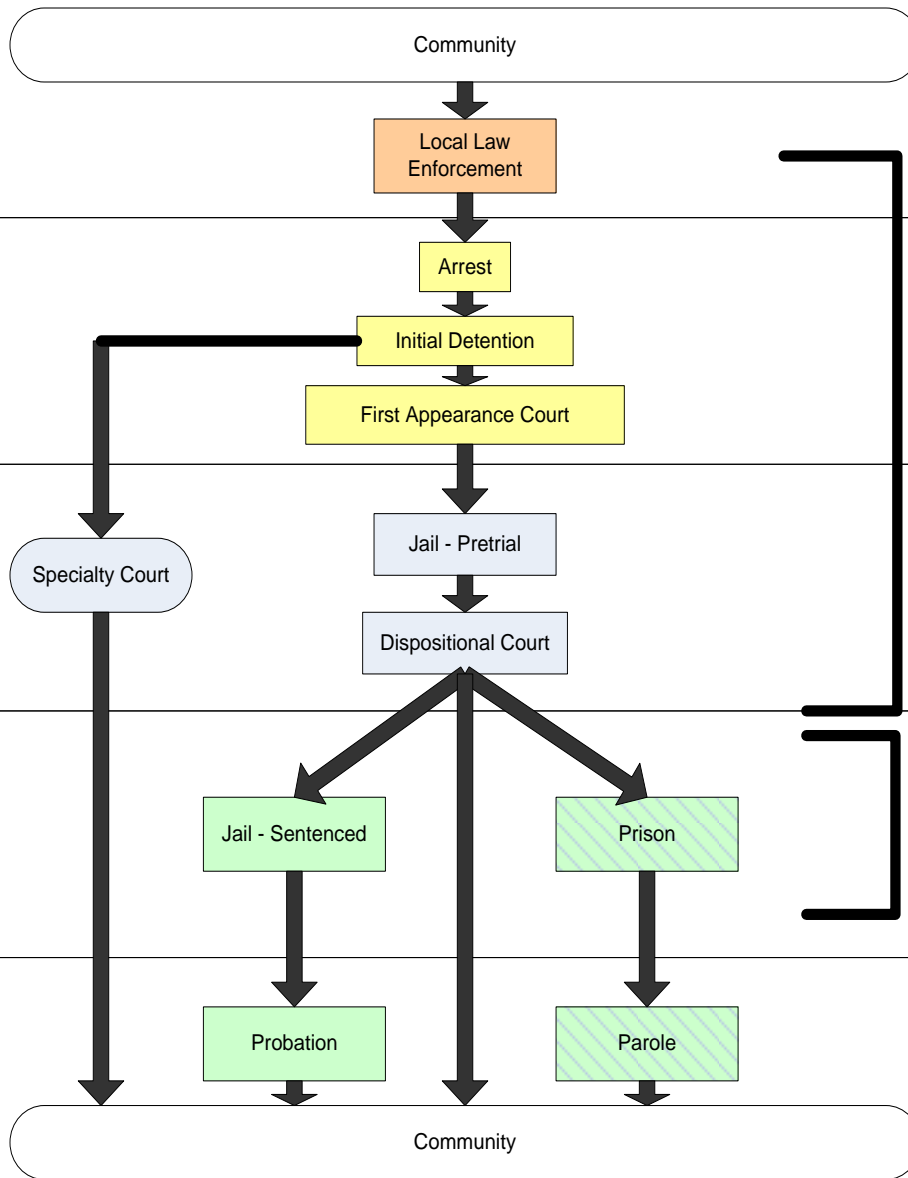 Community
Local Law
Enforcement
Arrest
Initial Detention
First Appearance Court
Jail - Pretrial
Specialty Court
Dispositional Court
Jail - Sentenced
Prison
Probation
Parole
Community